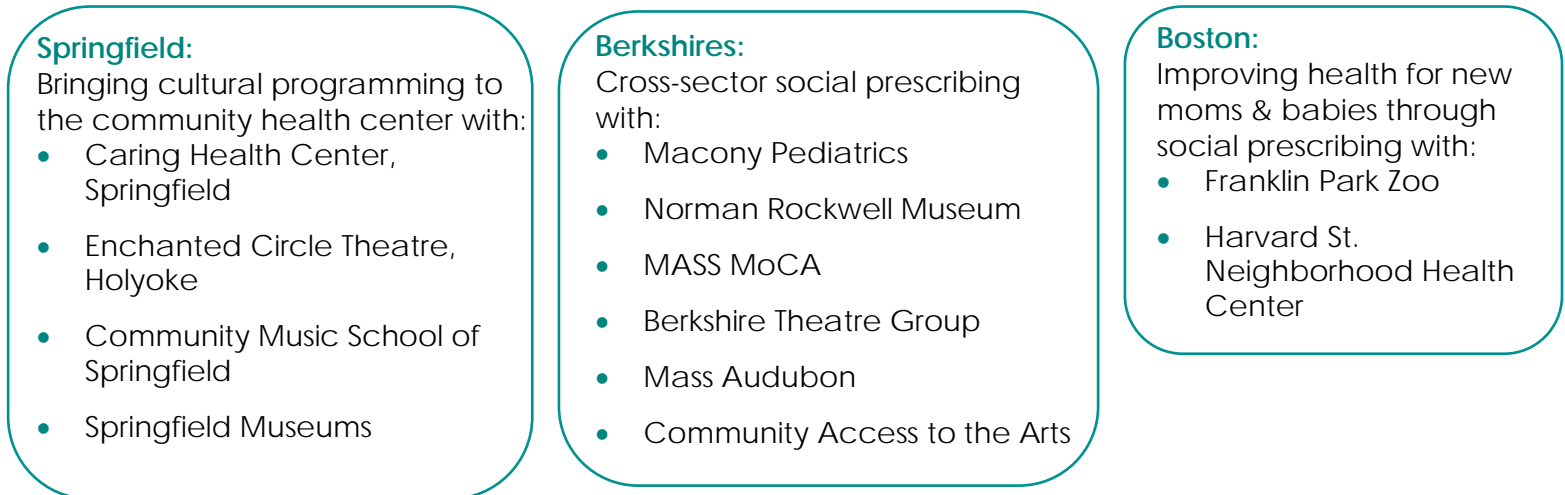 Springfield:
Bringing cultural programming to
the community health center with:
• Caring Health Center,
Springfield
• Enchanted Circle Theatre,
Holyoke
• Community Music School of
Springfield
• Springfield Museums
Berkshires:
Cross-sector social prescribing
with:
• Macony Pediatrics
• Norman Rockwell Museum
• MASS MoCA
• Berkshire Theatre Group
• Mass Audubon
• Community Access to the Arts
Boston:
Improving health for new
moms & babies through
social prescribing with:
• Franklin Park Zoo
• Harvard St.
Neighborhood Health
Center